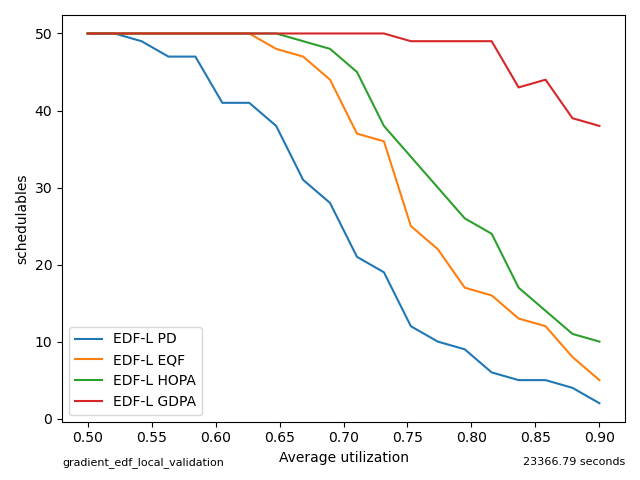 50
40
30
20
10
0
schedulables
EDF-L PD
EDF-L EQF
EDF-L HOPA
EDF-L GDPA
0.50 0.55 0.60 0.65 0.70 0.75 0.80 0.85 0.90
Average utilization
gradient_edf_local_validation
23366.79 seconds